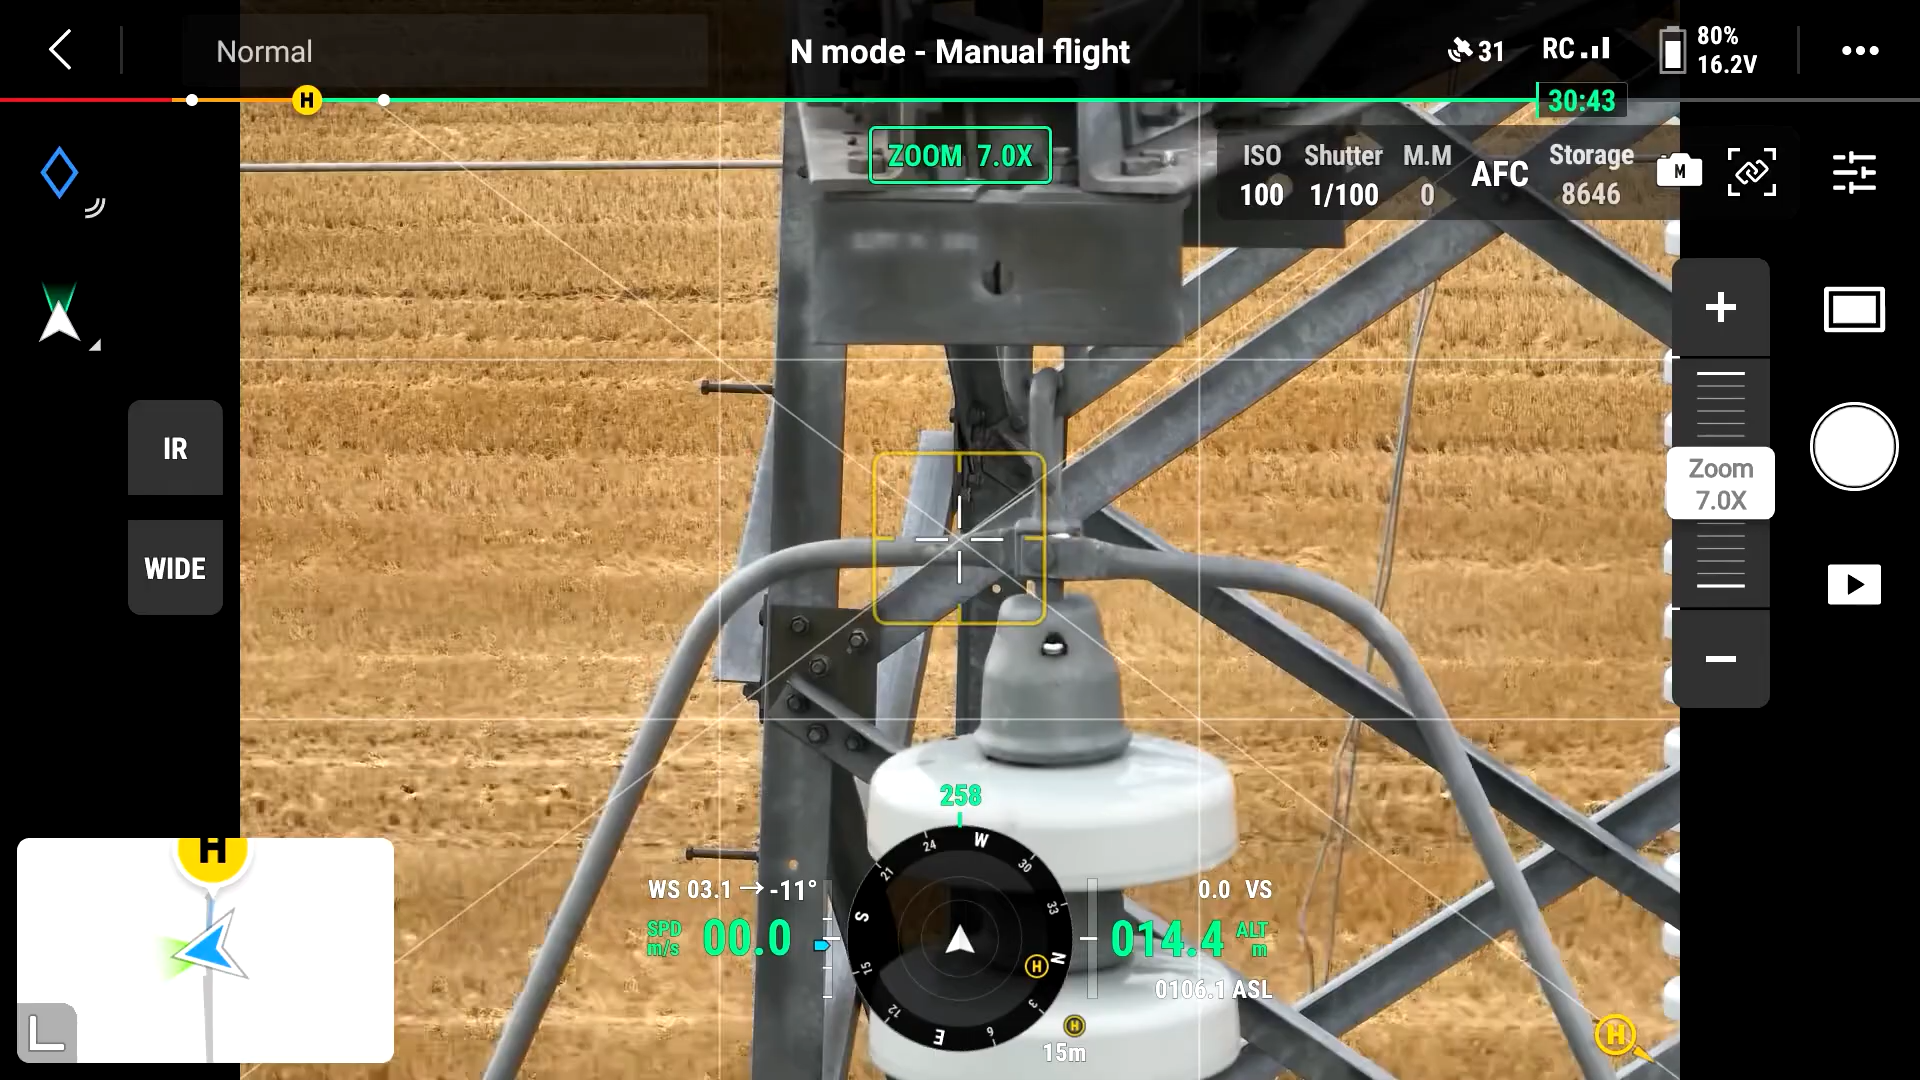 Normal
N mode - Manual flight
31
RC
80%
16.2V
H
30:43
ZOOM 7.0X
ISO
100
Shutter
1/100
M.M
0
AFC
Storage
8646
M
IR
WIDE
Zoom
7.0X
258
W
24
30
21
33
S
N
15
3
12
6
E
H
WS 03.1 → -11°
SPD
m/s
00.0
0.0 VS
014.4
ALT
m
0106.1 ASL
H
15m
H
H